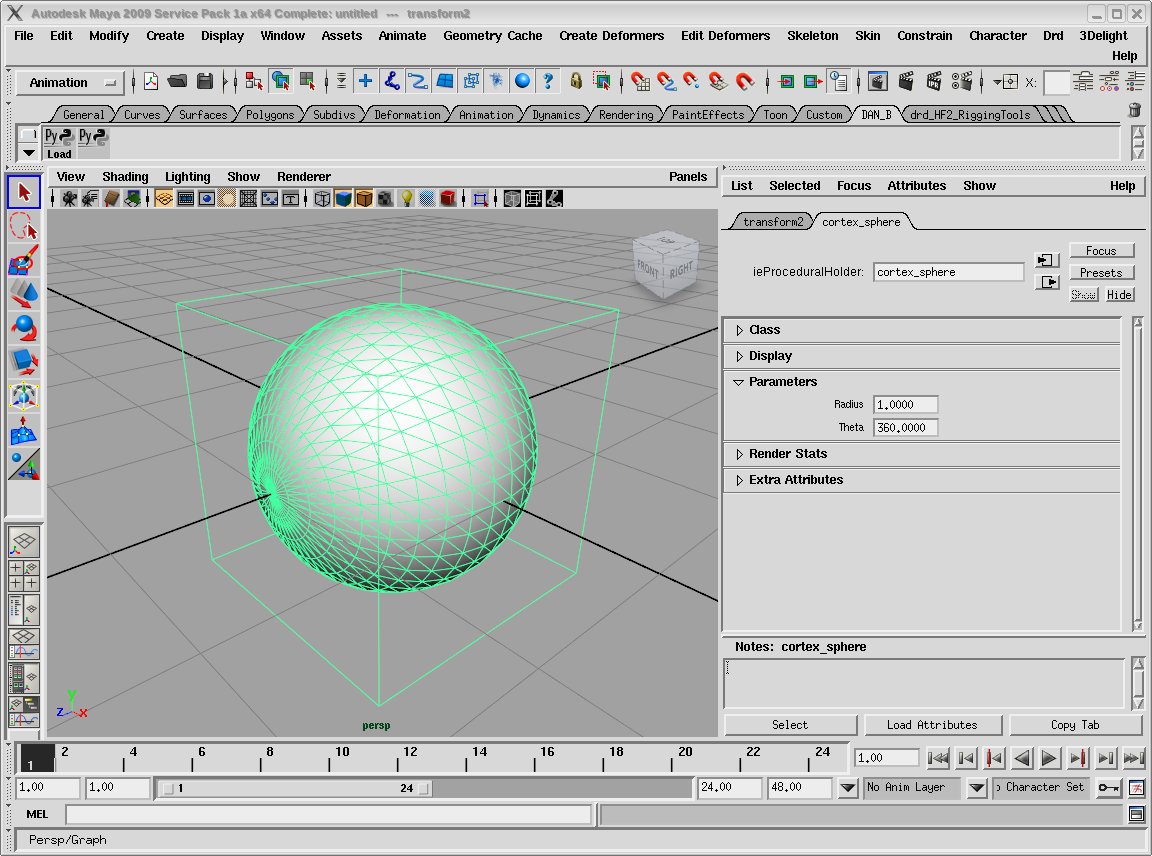 Autodesk Maya 2009 Service Pack 1a x64 Complete: untitled --- transform2
File Edit Modify Create Display Window Assets Animate Geometry Cache Create Deformers Edit Deformers Skeleton Skin Constrain Character Drd 3Delight
Help
Animation X:
General Curves Surfaces Polygons Subdivs Deformation Animation Dynamics Rendering PaintEffects Toon Custom DAN_B drd_HF2_RiggingTools
Py Py
Load
View Shading Lighting Show Renderer Panels
List Selected Focus Attributes Show Help
transform2 cortex_sphere
FRONT RIGHT
ieProceduralHolder: cortex_sphere
Focus
Presets
Show Hide
Class
Display
Parameters
Radius 1.0000
Theta 360.0000
Render Stats
Extra Attributes
Notes: cortex_sphere
y
z x
persp
Select Load Attributes Copy Tab
1 2 4 6 8 10 12 14 16 18 20 22 24 1.00
1.00 1.00 1 24 24.00 48.00 No Anim Layer Character Set
MEL
Persp/Graph